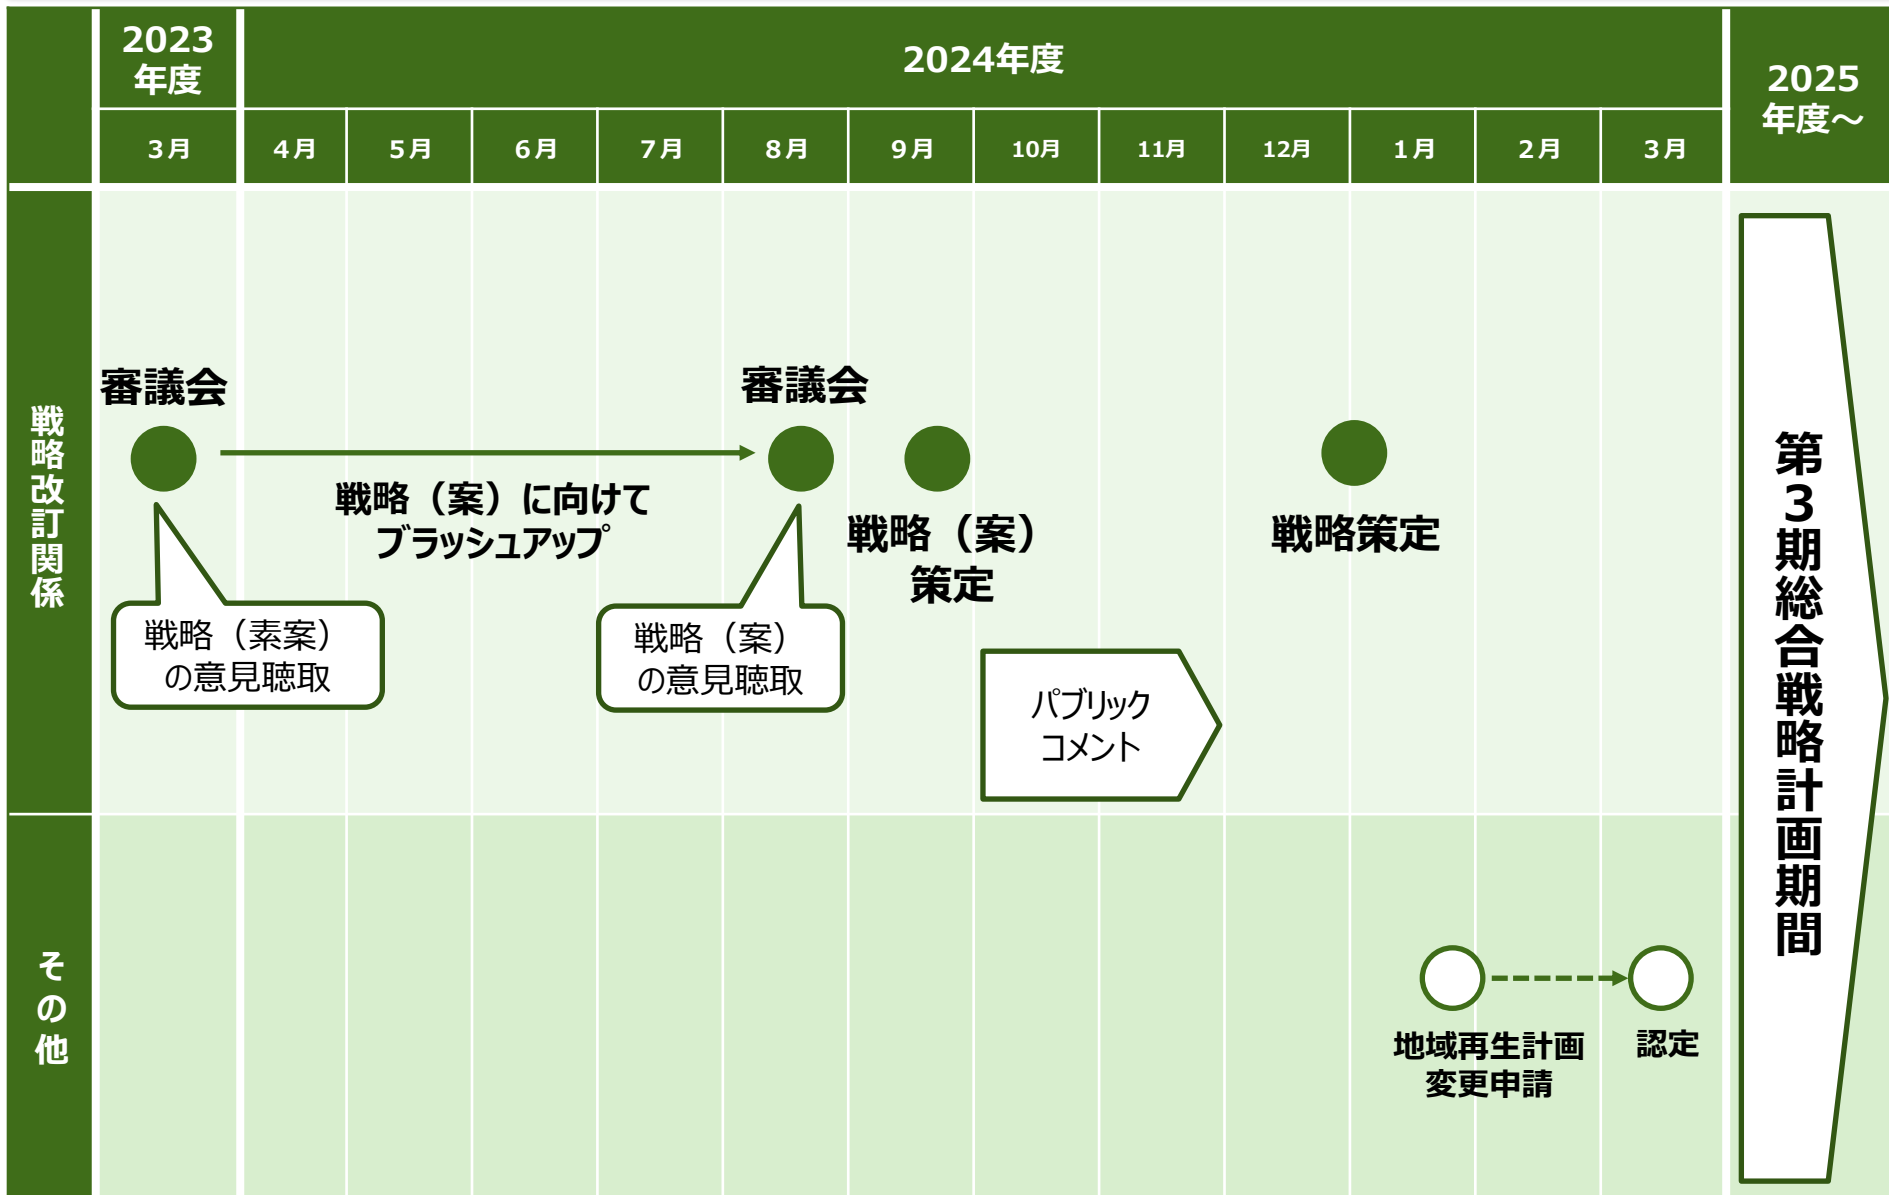 2023
年度
2024年度
2025
年度～
3月
4月
5月
6月
7月
8月
9月
10月
11月
12月
1月
2月
3月
戦略改訂関係
審議会
戦略（案）に向けて
ブラッシュアップ
戦略（素案）
の意見聴取
審議会
戦略（案）
の意見聴取
戦略（案）
策定
パブリック
コメント
戦略策定
第3期総合戦略計画期間
その他
地域再生計画
変更申請
認定